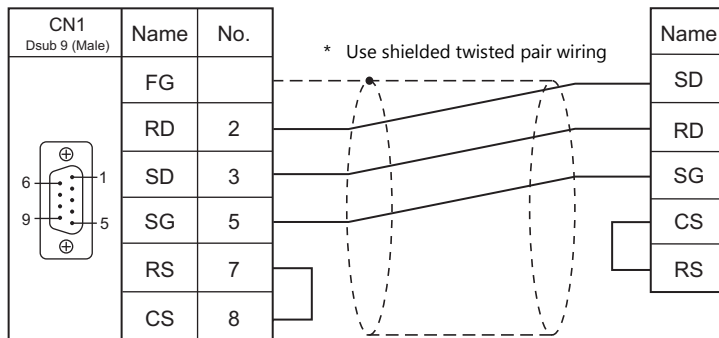 CN1
Dsub 9 (Male)
Name
No.
* Use shielded twisted pair wiring
Name
FG
SD
RD
2
RD
6
1
SD
3
SG
9
5
SG
5
CS
RS
7
RS
CS
8